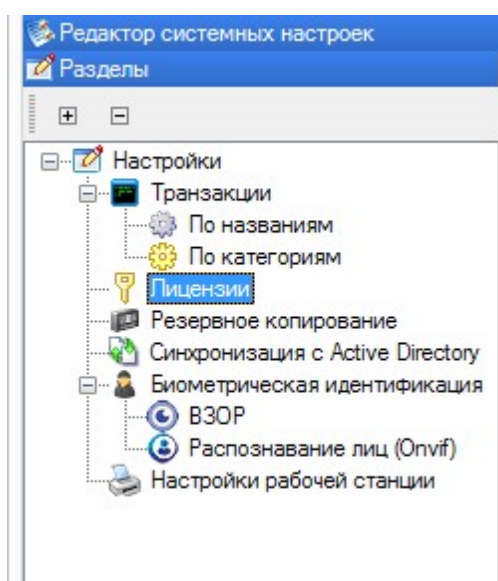 Редактор системных настроек
Разделы
Настройки
Транзакции
По названиям
По категориям
Лицензии
Резервное копирование
Синхронизация с Active Directory
Биометрическая идентификация
ВЗОР
Распознавание лиц (Onvif)
Настройки рабочей станции